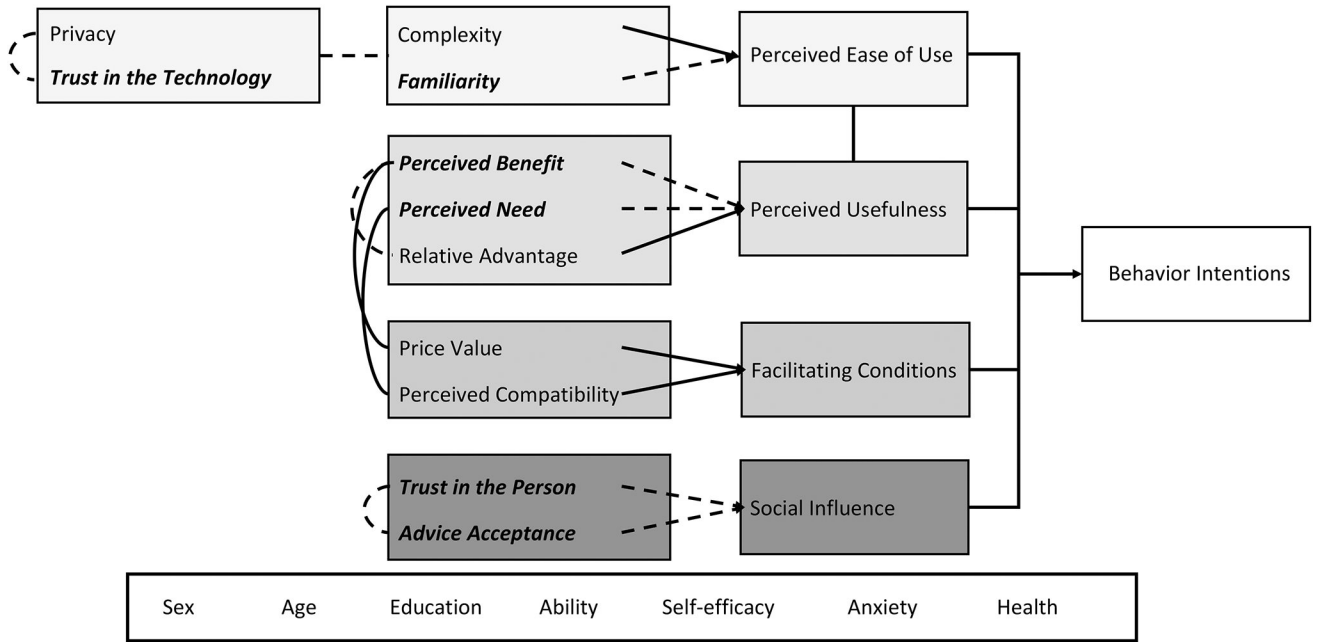 Privacy
Trust in the Technology
Complexity
Familiarity
Perceived Ease of Use
Perceived Benefit
Perceived Need
Relative Advantage
Perceived Usefulness
Price Value
Perceived Compatibility
Facilitating Conditions
Trust in the Person
Advice Acceptance
Social Influence
Behavior Intentions
Sex Age Education Ability Self-efficacy Anxiety Health